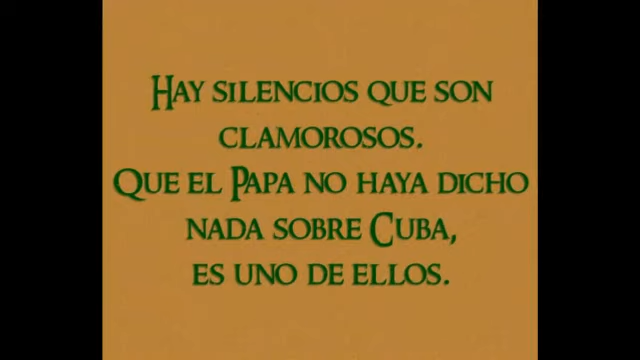 Hay silencios que son
clamorosos.
Que el Papa no haya dicho
nada sobre Cuba,
es uno de ellos.